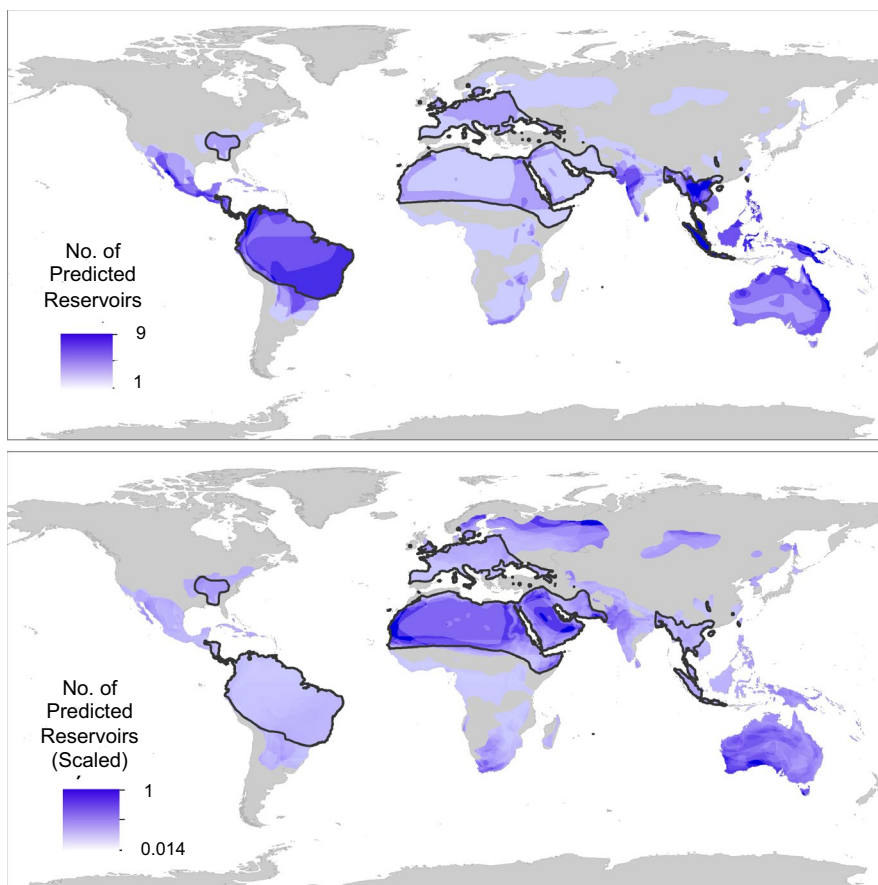 No. of
Predicted
Reservoirs
9
1
No. of
Predicted
Reservoirs
(Scaled)
1
0.014